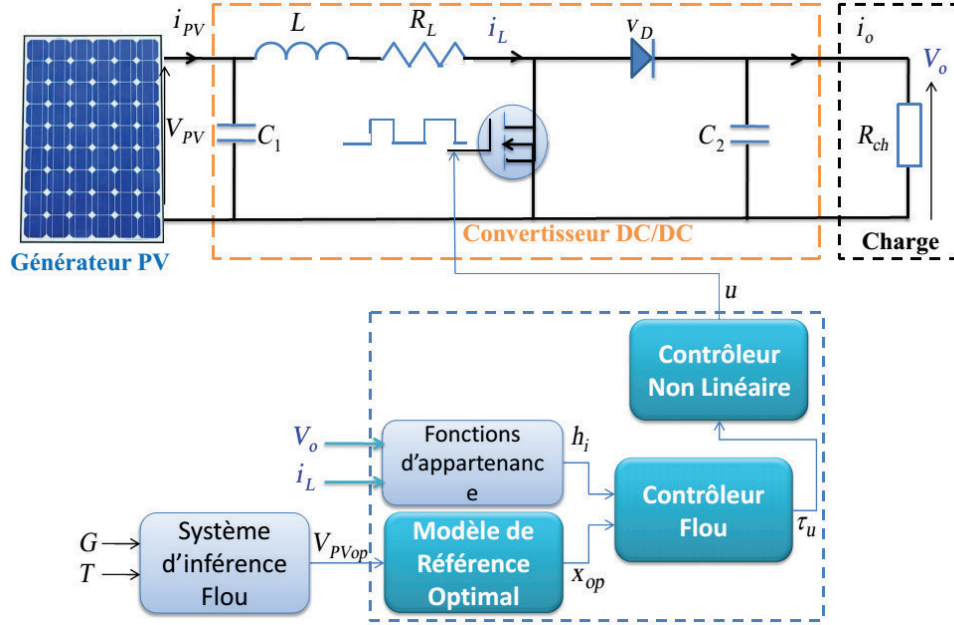 i_PV
L
R_L
i_L
v_D
i_o
V_o
V_PV
C_1
C_2
R_ch
Convertisseur DC/DC
Charge
Générateur PV
u
Contrôleur
Non Linéaire
V_o
i_L
Fonctions
d'appartenanc
e
h_i
Contrôleur
Flou
τ_u
G
T
Système
d'inférence
Flou
V_PVop
Modèle de
Référence
Optimal
x_op